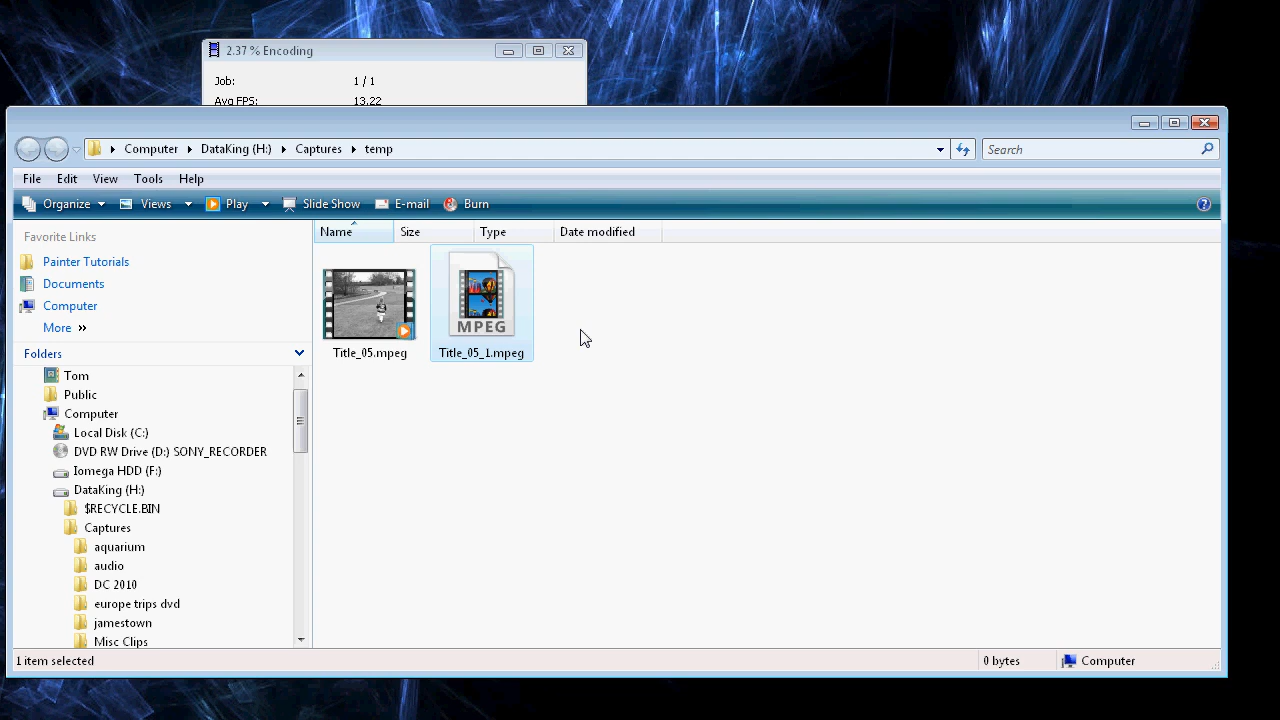 2.37 % Encoding
Job: 1 / 1
Avg FPS: 13.22
Computer DataKing (H:) Captures temp
Search
File Edit View Tools Help
Organize Views Play Slide Show E-mail Burn
Favorite Links
Painter Tutorials
Documents
Computer
More »
Folders
Tom
Public
Computer
Local Disk (C:)
DVD RW Drive (D:) SONY_RECORDER
Iomega HDD (F:)
DataKing (H:)
$RECYCLE.BIN
Captures
aquarium
audio
DC 2010
europe trips dvd
jamestown
Misc Clips
Name Size Type Date modified
MPEG
Title_05.mpeg Title_05_1.mpeg
1 item selected 0 bytes Computer